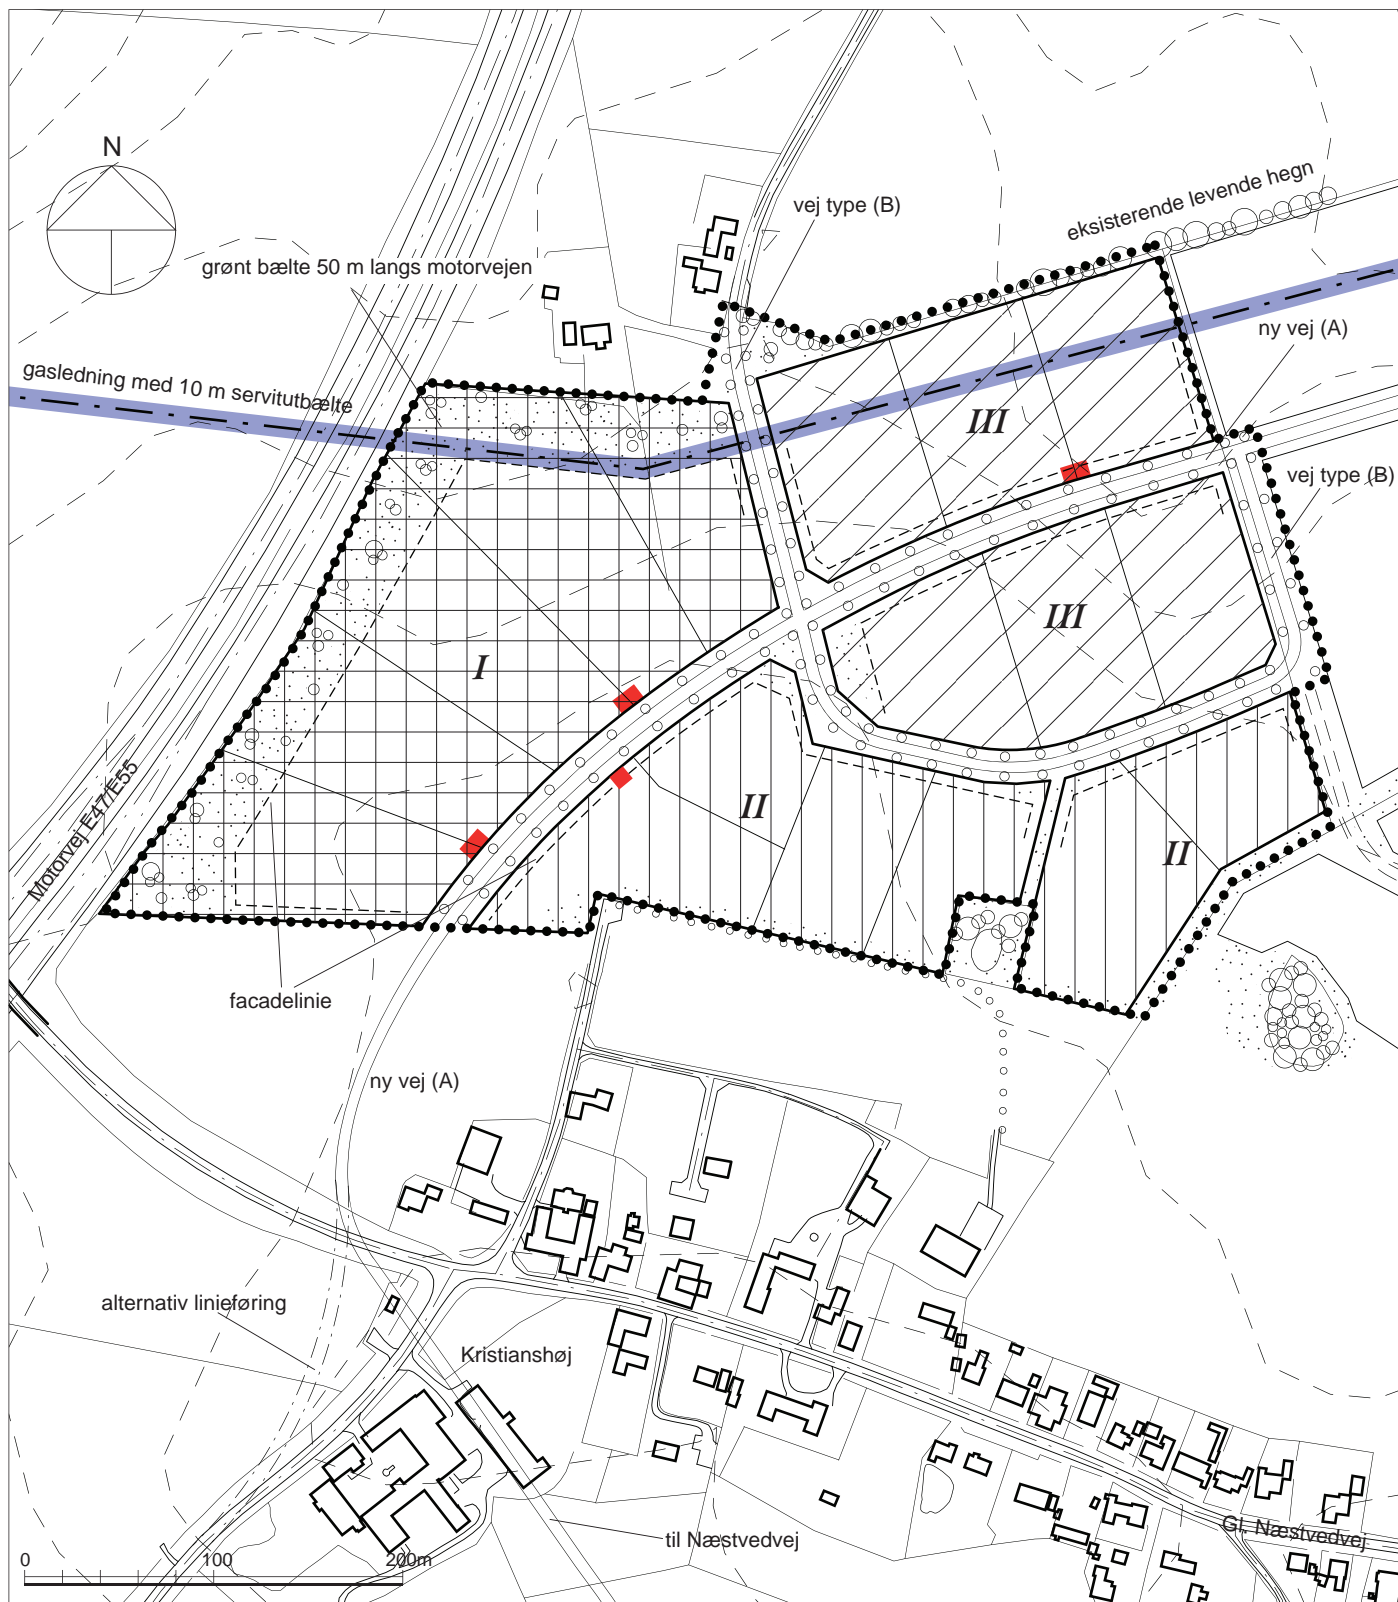 N
vej type (B)
eksisterende levende hegn
grønt bælte 50 m langs motorvejen
ny vej (A)
gasledning med 10 m servitutbælte
III
vej type (B)
III
I
II
II
Motorvej E47/E55
facadelinie
ny vej (A)
alternativ linieføring
Kristianshøj
til Næstvedvej
Gl. Næstvedvej
0 100 200m